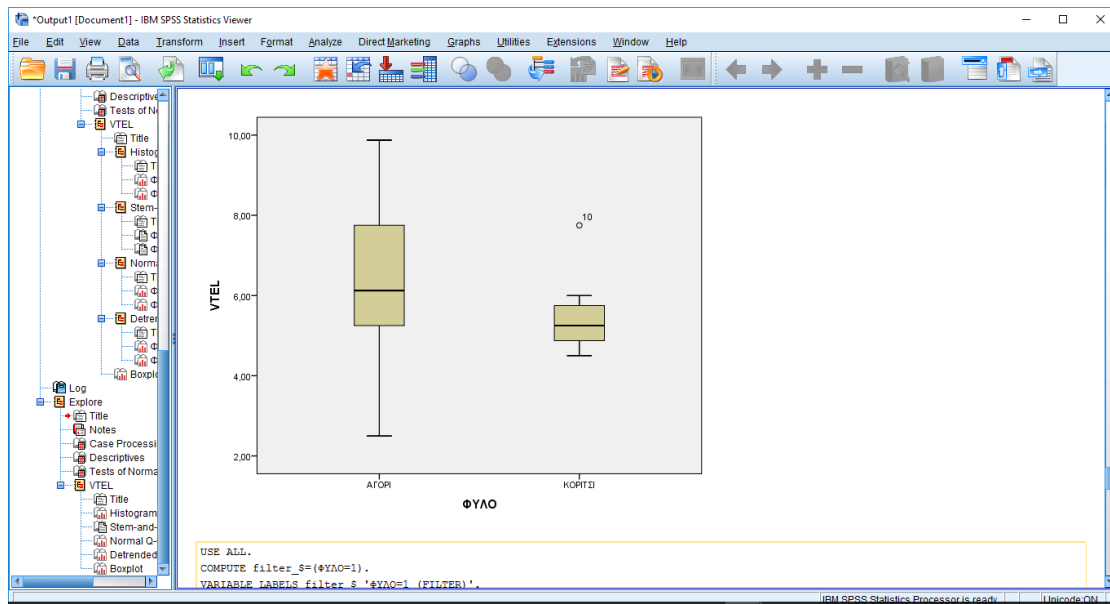 *Output1 [Document1] - IBM SPSS Statistics Viewer
File Edit View Data Transform Insert Format Analyze Direct Marketing Graphs Utilities Extensions Window Help
Descriptive
Tests of N
VTEL
Title
Histog
T
Φ
Φ
Stem-
T
Φ
Φ
Norma
T
Φ
Φ
Detren
T
Φ
Φ
Boxplo
Log
Explore
Title
Notes
Case Processi
Descriptives
Tests of Norma
VTEL
Title
Histogram
Stem-and-
Normal Q-
Detrended
Boxplot
10,00
8,00
6,00
4,00
2,00
VTEL
10
ΑΓΟΡΙ
ΚΟΡΙΤΣΙ
ΦΥΛΟ
USE ALL.
COMPUTE filter_$=(ΦΥΛΟ=1).
VARIABLE LABELS filter_$ 'ΦΥΛΟ=1 (FILTER)'.
IBM SPSS Statistics Processor is ready
Unicode:ON